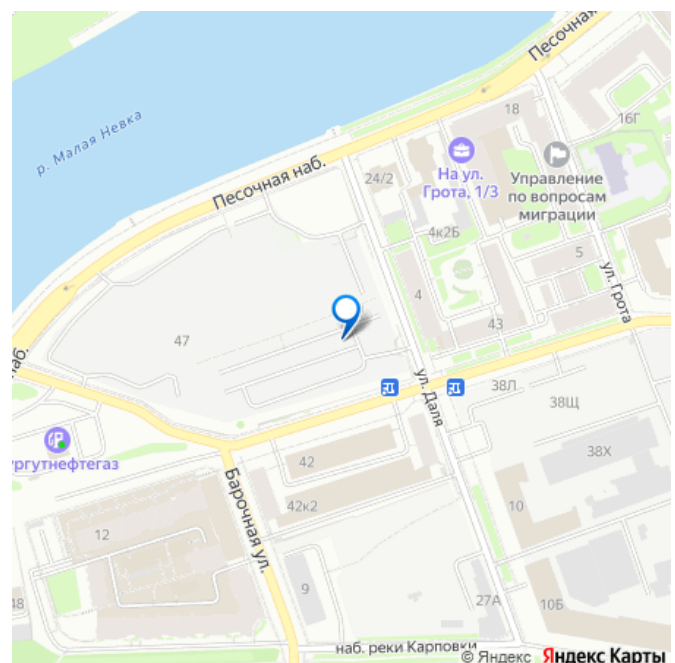 Песочная
р. Малая Невка
18
16Г
На ул.
Грота, 1/3
Управление
по вопросам
миграции
Песочная наб.
24/2
4к2Б
5
ул. Грота
4
43
47
наб.
ул. Даля
38Л
38Щ
ургутнефтегаз
42
38Х
Барочная ул.
42к2
10
12
9
48
27А
10Б
наб. реки Карповки
© Яндекс Яндекс Карты